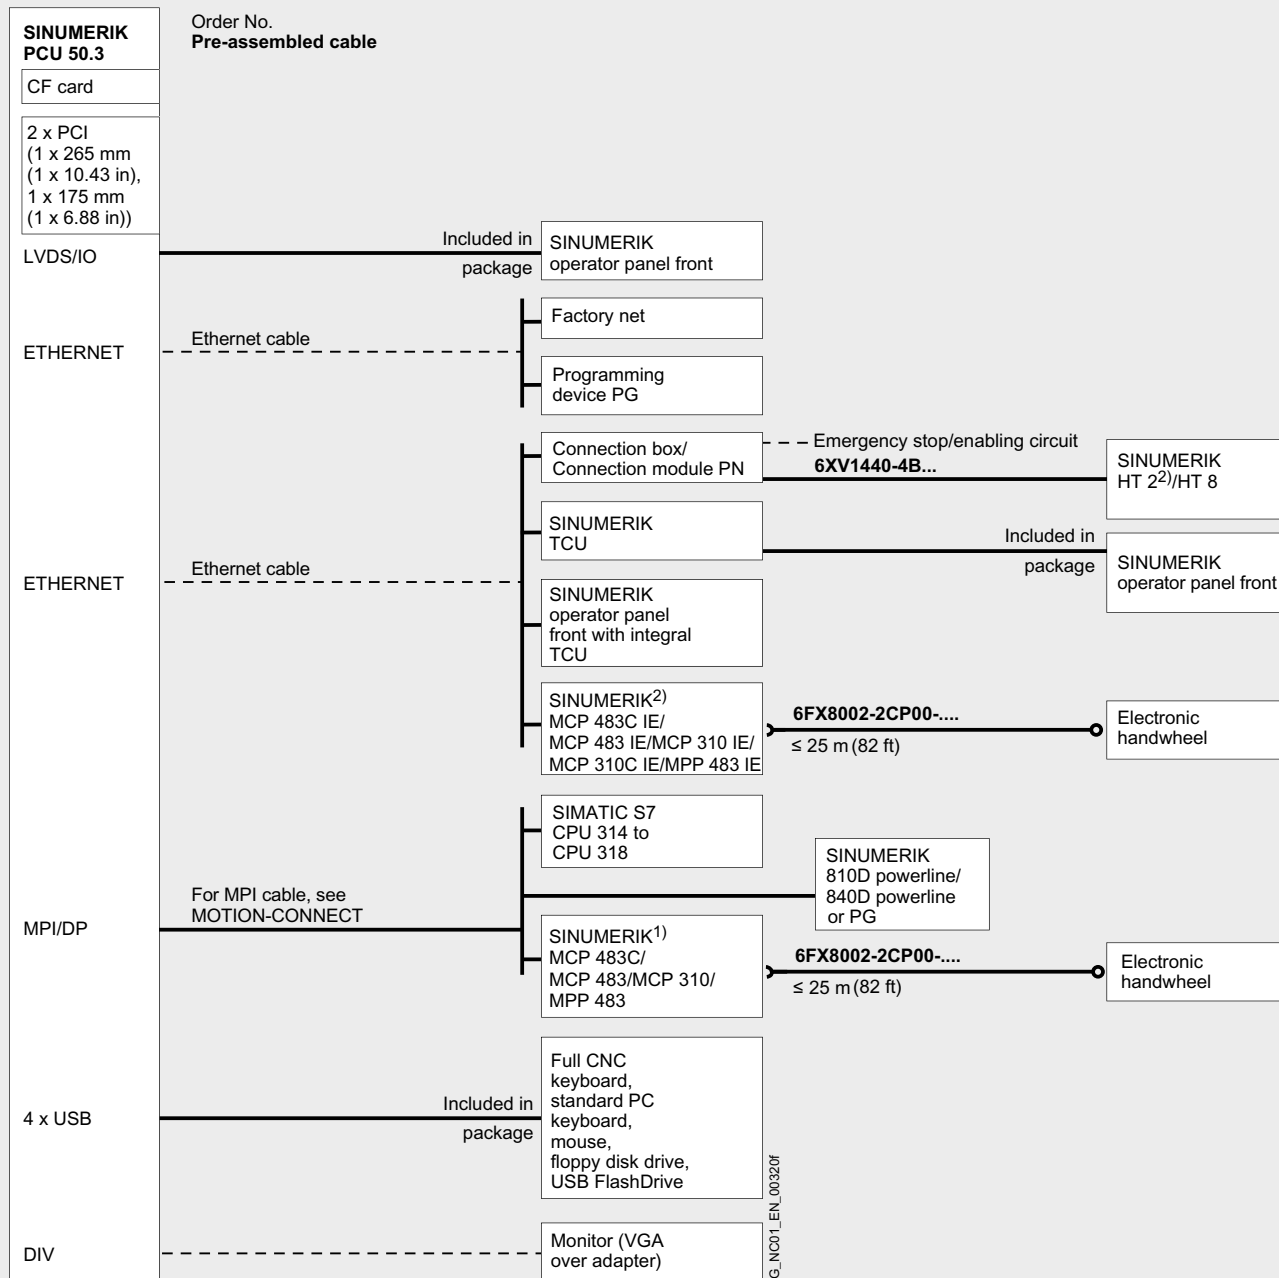 SINUMERIK
PCU 50.3
Order No.
Pre-assembled cable
CF card
2 x PCI
(1 x 265 mm
(1 x 10.43 in),
1 x 175 mm
(1 x 6.88 in))
LVDS/IO
Included in
package
SINUMERIK
operator panel front
ETHERNET
Ethernet cable
Factory net
Programming
device PG
Connection box/
Connection module PN
Emergency stop/enabling circuit
6XV1440-4B...
SINUMERIK
HT 2²⁾/HT 8
SINUMERIK
TCU
Included in
package
SINUMERIK
operator panel front
ETHERNET
Ethernet cable
SINUMERIK
operator panel
front with integral
TCU
SINUMERIK²⁾
MCP 483C IE/
MCP 483 IE/MCP 310 IE/
MCP 310C IE/MPP 483 IE
6FX8002-2CP00-....
≤ 25 m (82 ft)
Electronic
handwheel
SIMATIC S7
CPU 314 to
CPU 318
SINUMERIK
810D powerline/
840D powerline
or PG
MPI/DP
For MPI cable, see
MOTION-CONNECT
SINUMERIK¹⁾
MCP 483C/
MCP 483/MCP 310/
MPP 483
6FX8002-2CP00-....
≤ 25 m (82 ft)
Electronic
handwheel
4 x USB
Included in
package
Full CNC
keyboard,
standard PC
keyboard,
mouse,
floppy disk drive,
USB FlashDrive
DIV
Monitor (VGA
over adapter)
G_NC01_EN_00320f